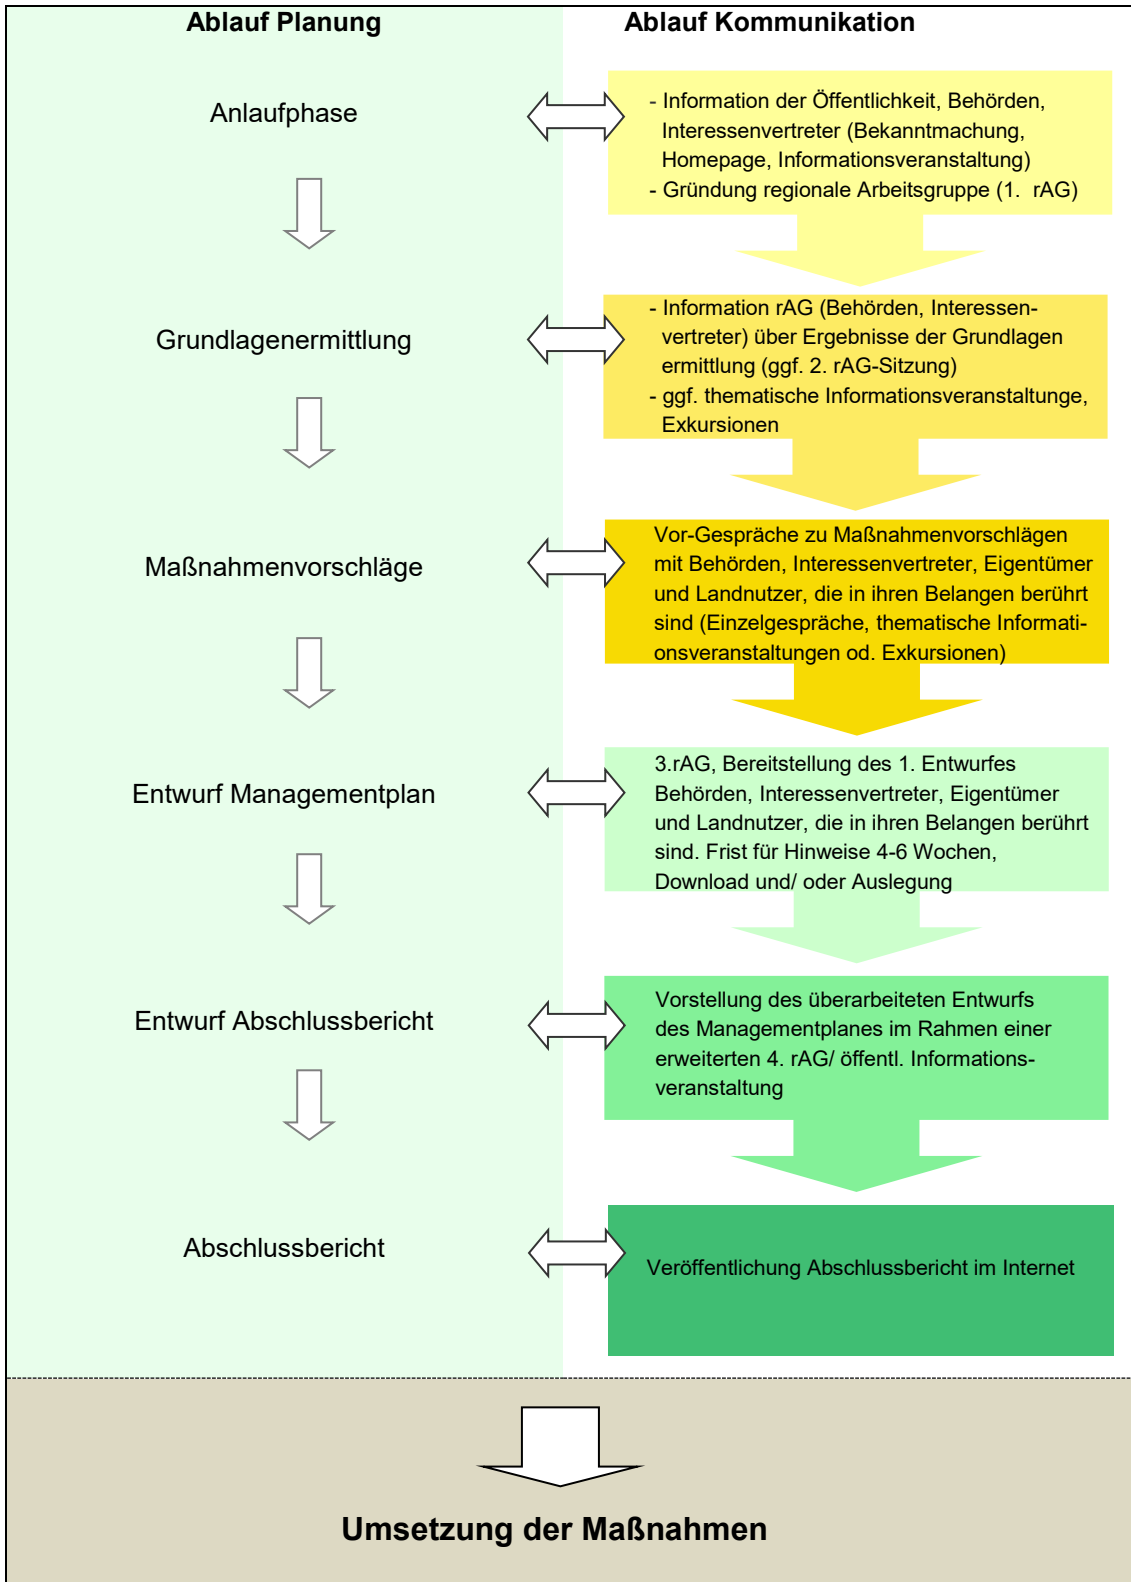 Ablauf Planung
Ablauf Kommunikation
Anlaufphase
- Information der Öffentlichkeit, Behörden,
Interessenvertreter (Bekanntmachung,
Homepage, Informationsveranstaltung)
- Gründung regionale Arbeitsgruppe (1. rAG)
Grundlagenermittlung
- Information rAG (Behörden, Interessen-
vertreter) über Ergebnisse der Grundlagen
ermittlung (ggf. 2. rAG-Sitzung)
- ggf. thematische Informationsveranstaltunge,
Exkursionen
Maßnahmenvorschläge
Vor-Gespräche zu Maßnahmenvorschlägen
mit Behörden, Interessenvertreter, Eigentümer
und Landnutzer, die in ihren Belangen berührt
sind (Einzelgespräche, thematische Informati-
onsveranstaltungen od. Exkursionen)
Entwurf Managementplan
3.rAG, Bereitstellung des 1. Entwurfes
Behörden, Interessenvertreter, Eigentümer
und Landnutzer, die in ihren Belangen berührt
sind. Frist für Hinweise 4-6 Wochen,
Download und/ oder Auslegung
Entwurf Abschlussbericht
Vorstellung des überarbeiteten Entwurfs
des Managementplanes im Rahmen einer
erweiterten 4. rAG/ öffentl. Informations-
veranstaltung
Abschlussbericht
Veröffentlichung Abschlussbericht im Internet
Umsetzung der Maßnahmen